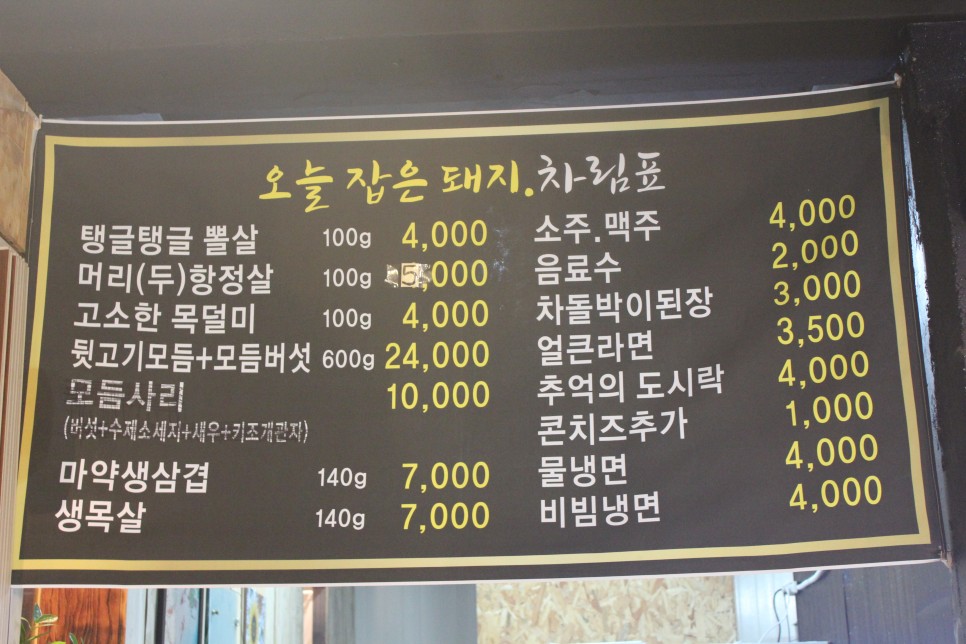 오늘 잡은 돼지.차림표
탱글탱글 뽈살 100g 4,000
머리(두)항정살 100g 5,000
고소한 목덜미 100g 4,000
뒷고기모듬+모듬버섯 600g 24,000
모듬사리 10,000
(버섯+수제소세지+새우+키조개관자)
마약생삼겹 140g 7,000
생목살 140g 7,000
소주.맥주 4,000
음료수 2,000
차돌박이된장 3,000
얼큰라면 3,500
추억의 도시락 4,000
콘치즈추가 1,000
물냉면 4,000
비빔냉면 4,000